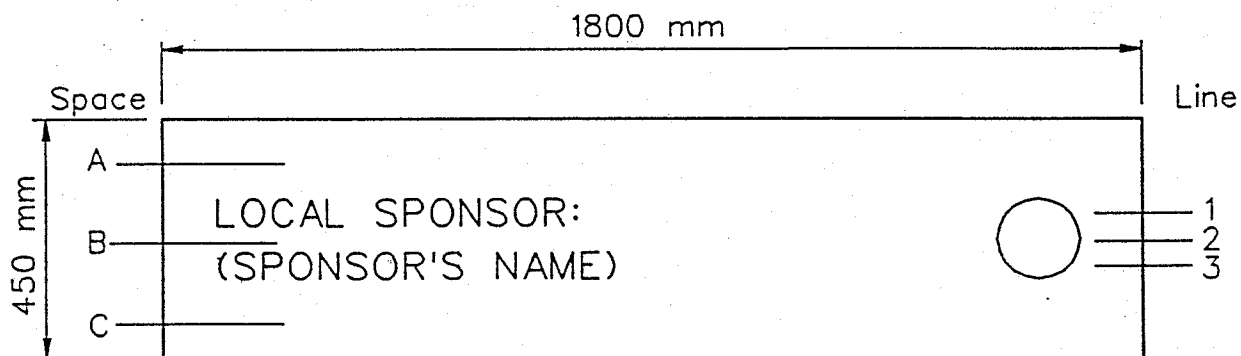 1800 mm
Space
Line
A
LOCAL SPONSOR:
1
B
2
(SPONSOR'S NAME)
3
450 mm
C